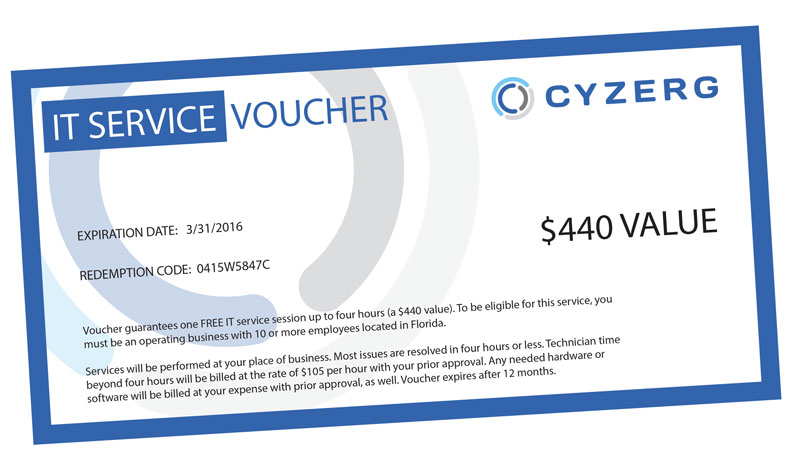 IT SERVICE VOUCHER
CYZERG
EXPIRATION DATE: 3/31/2016
$440 VALUE
REDEMPTION CODE: 0415W5847C
Voucher guarantees one FREE IT service session up to four hours (a $440 value). To be eligible for this service, you
must be an operating business with 10 or more employees located in Florida.
Services will be performed at your place of business. Most issues are resolved in four hours or less. Technician time
beyond four hours will be billed at the rate of $105 per hour with your prior approval. Any needed hardware or
software will be billed at your expense with prior approval, as well. Voucher expires after 12 months.